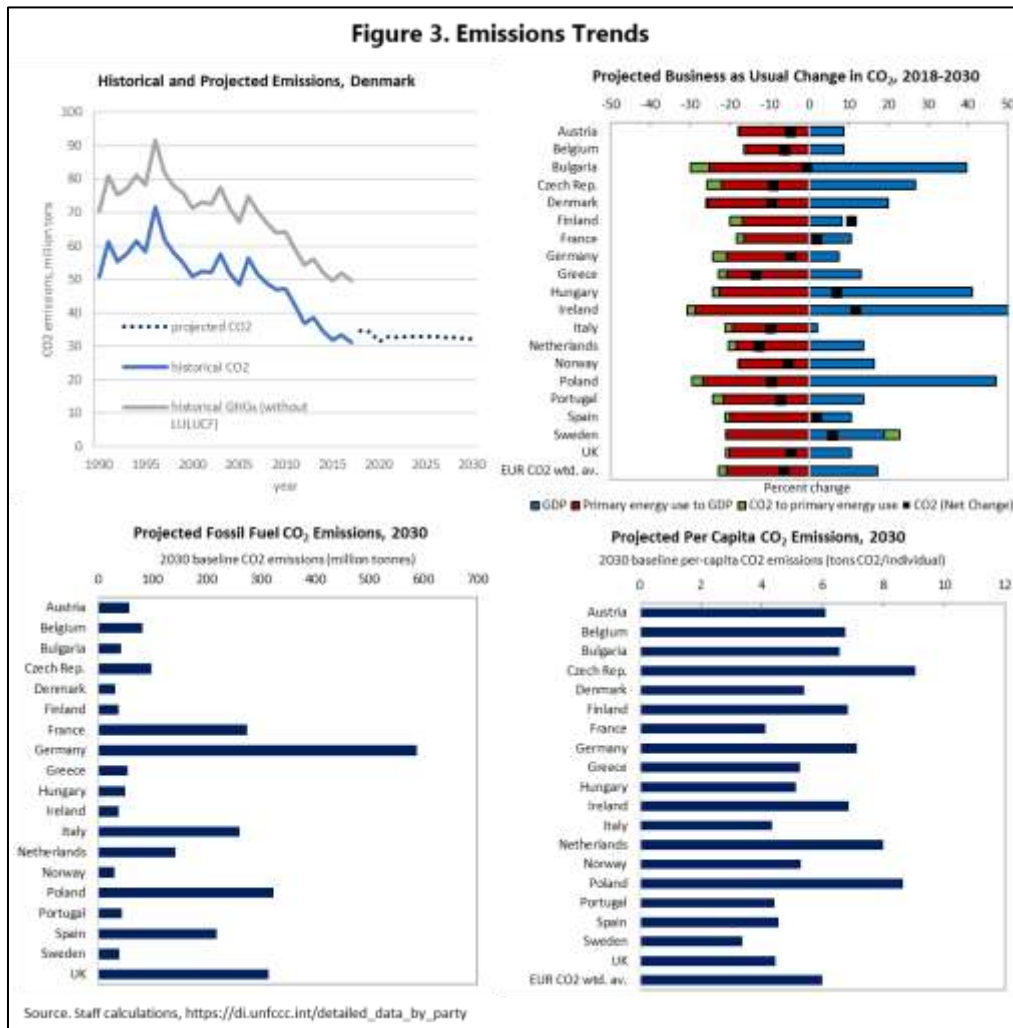 Figure 3. Emissions Trends
Historical and Projected Emissions, Denmark
CO2 emissions, million tons
100
90
80
70
60
50
40
30
20
10
0
projected CO2
historical CO2
historical GHGs (without
LULUCF)
1990 1995 2000 2005 2010 2015 2020 2025 2030
year
Projected Business as Usual Change in CO₂, 2018-2030
-50 -40 -30 -20 -10 0 10 20 30 40 50
Austria
Belgium
Bulgaria
Czech Rep.
Denmark
Finland
France
Germany
Greece
Hungary
Ireland
Italy
Netherlands
Norway
Poland
Portugal
Spain
Sweden
UK
EUR CO2 wtd. av.
Percent change
GDP Primary energy use to GDP CO2 to primary energy use CO2 (Net Change)
Projected Fossil Fuel CO₂ Emissions, 2030
2030 baseline CO2 emissions (million tonnes)
0 100 200 300 400 500 600 700
Austria
Belgium
Bulgaria
Czech Rep.
Denmark
Finland
France
Germany
Greece
Hungary
Ireland
Italy
Netherlands
Norway
Poland
Portugal
Spain
Sweden
UK
Projected Per Capita CO₂ Emissions, 2030
2030 baseline per-capita CO2 emissions (tons CO2/individual)
0 2 4 6 8 10 12
Austria
Belgium
Bulgaria
Czech Rep.
Denmark
Finland
France
Germany
Greece
Hungary
Ireland
Italy
Netherlands
Norway
Poland
Portugal
Spain
Sweden
UK
EUR CO2 wtd. av.
Source. Staff calculations, https://di.unfccc.int/detailed_data_by_party